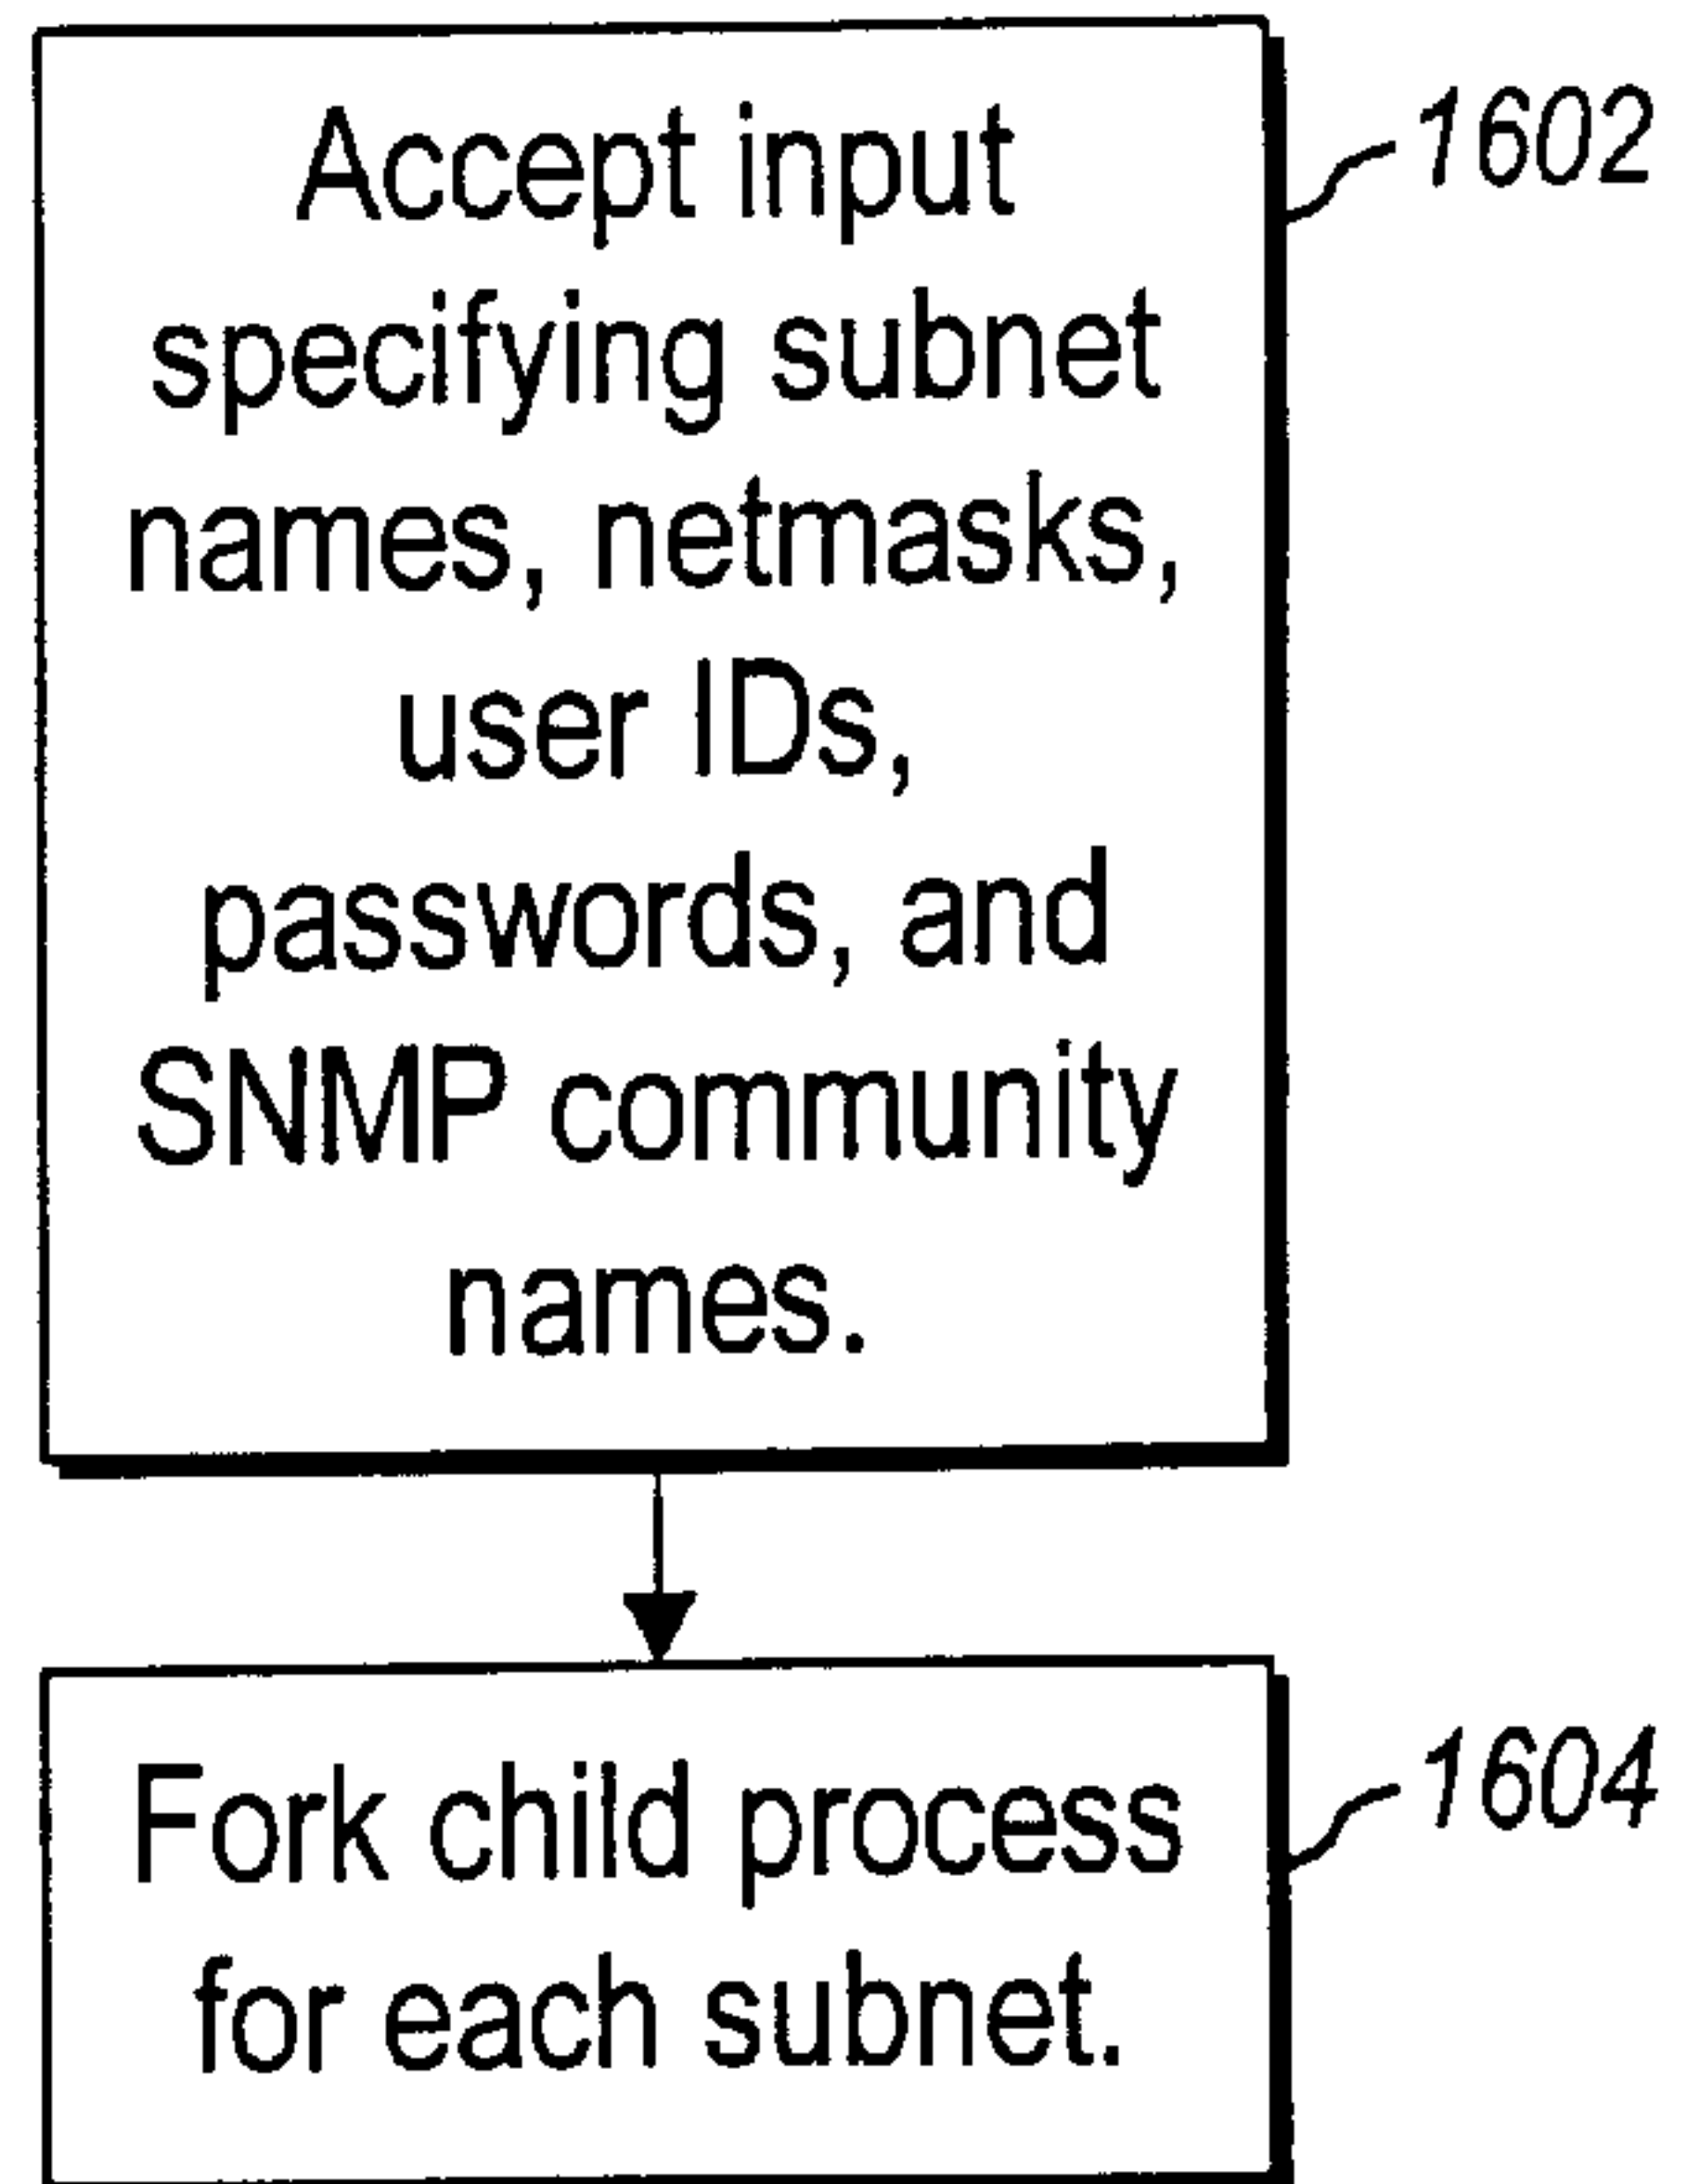 Accept input
1602
specifying subnet
names, netmasks,
user IDs,
passwords, and
SNMP community
names.
Fork child process
1604
for each subnet.